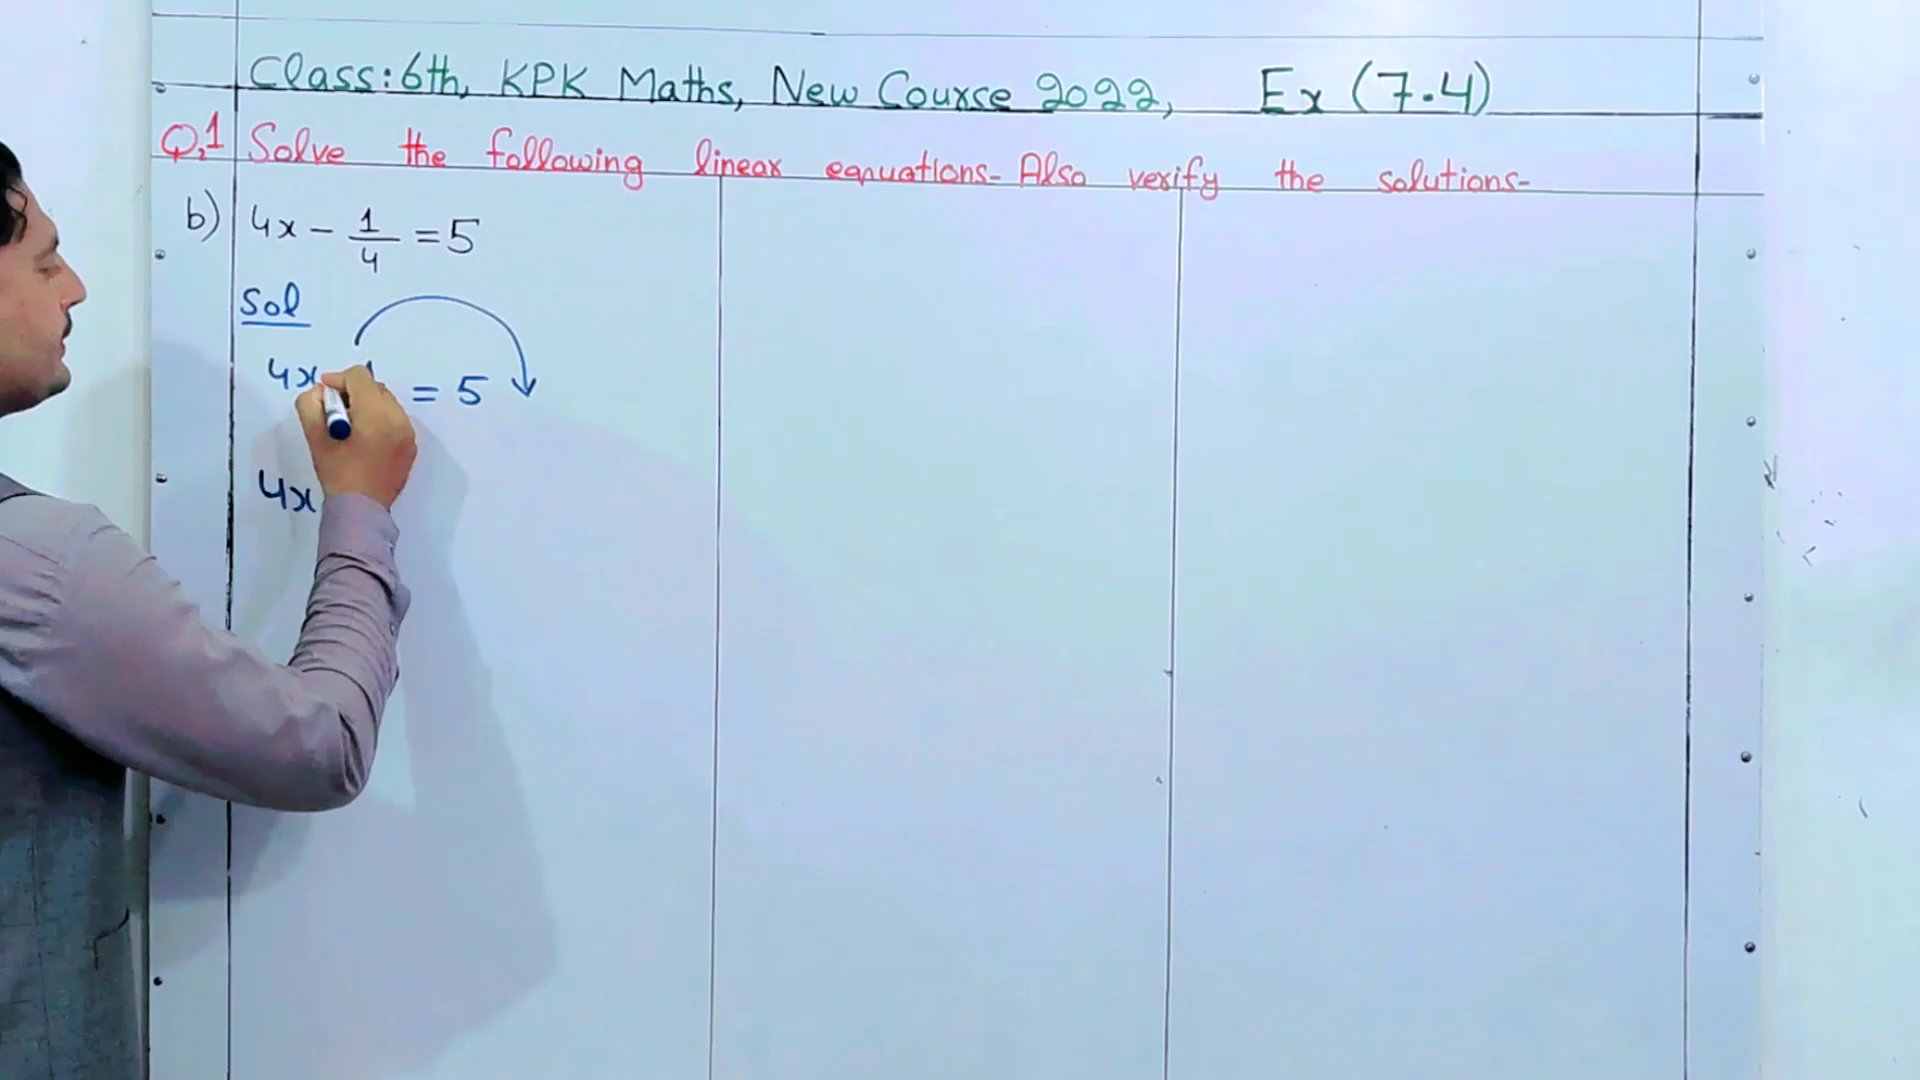 Class: 6th, KPK Maths, New Course 2022, Ex (7.4)
Q.1 Solve the following linear eqnuations- Also verify the solutions-
b) 4x - 1/4 = 5
Sol
4x = 5
4x